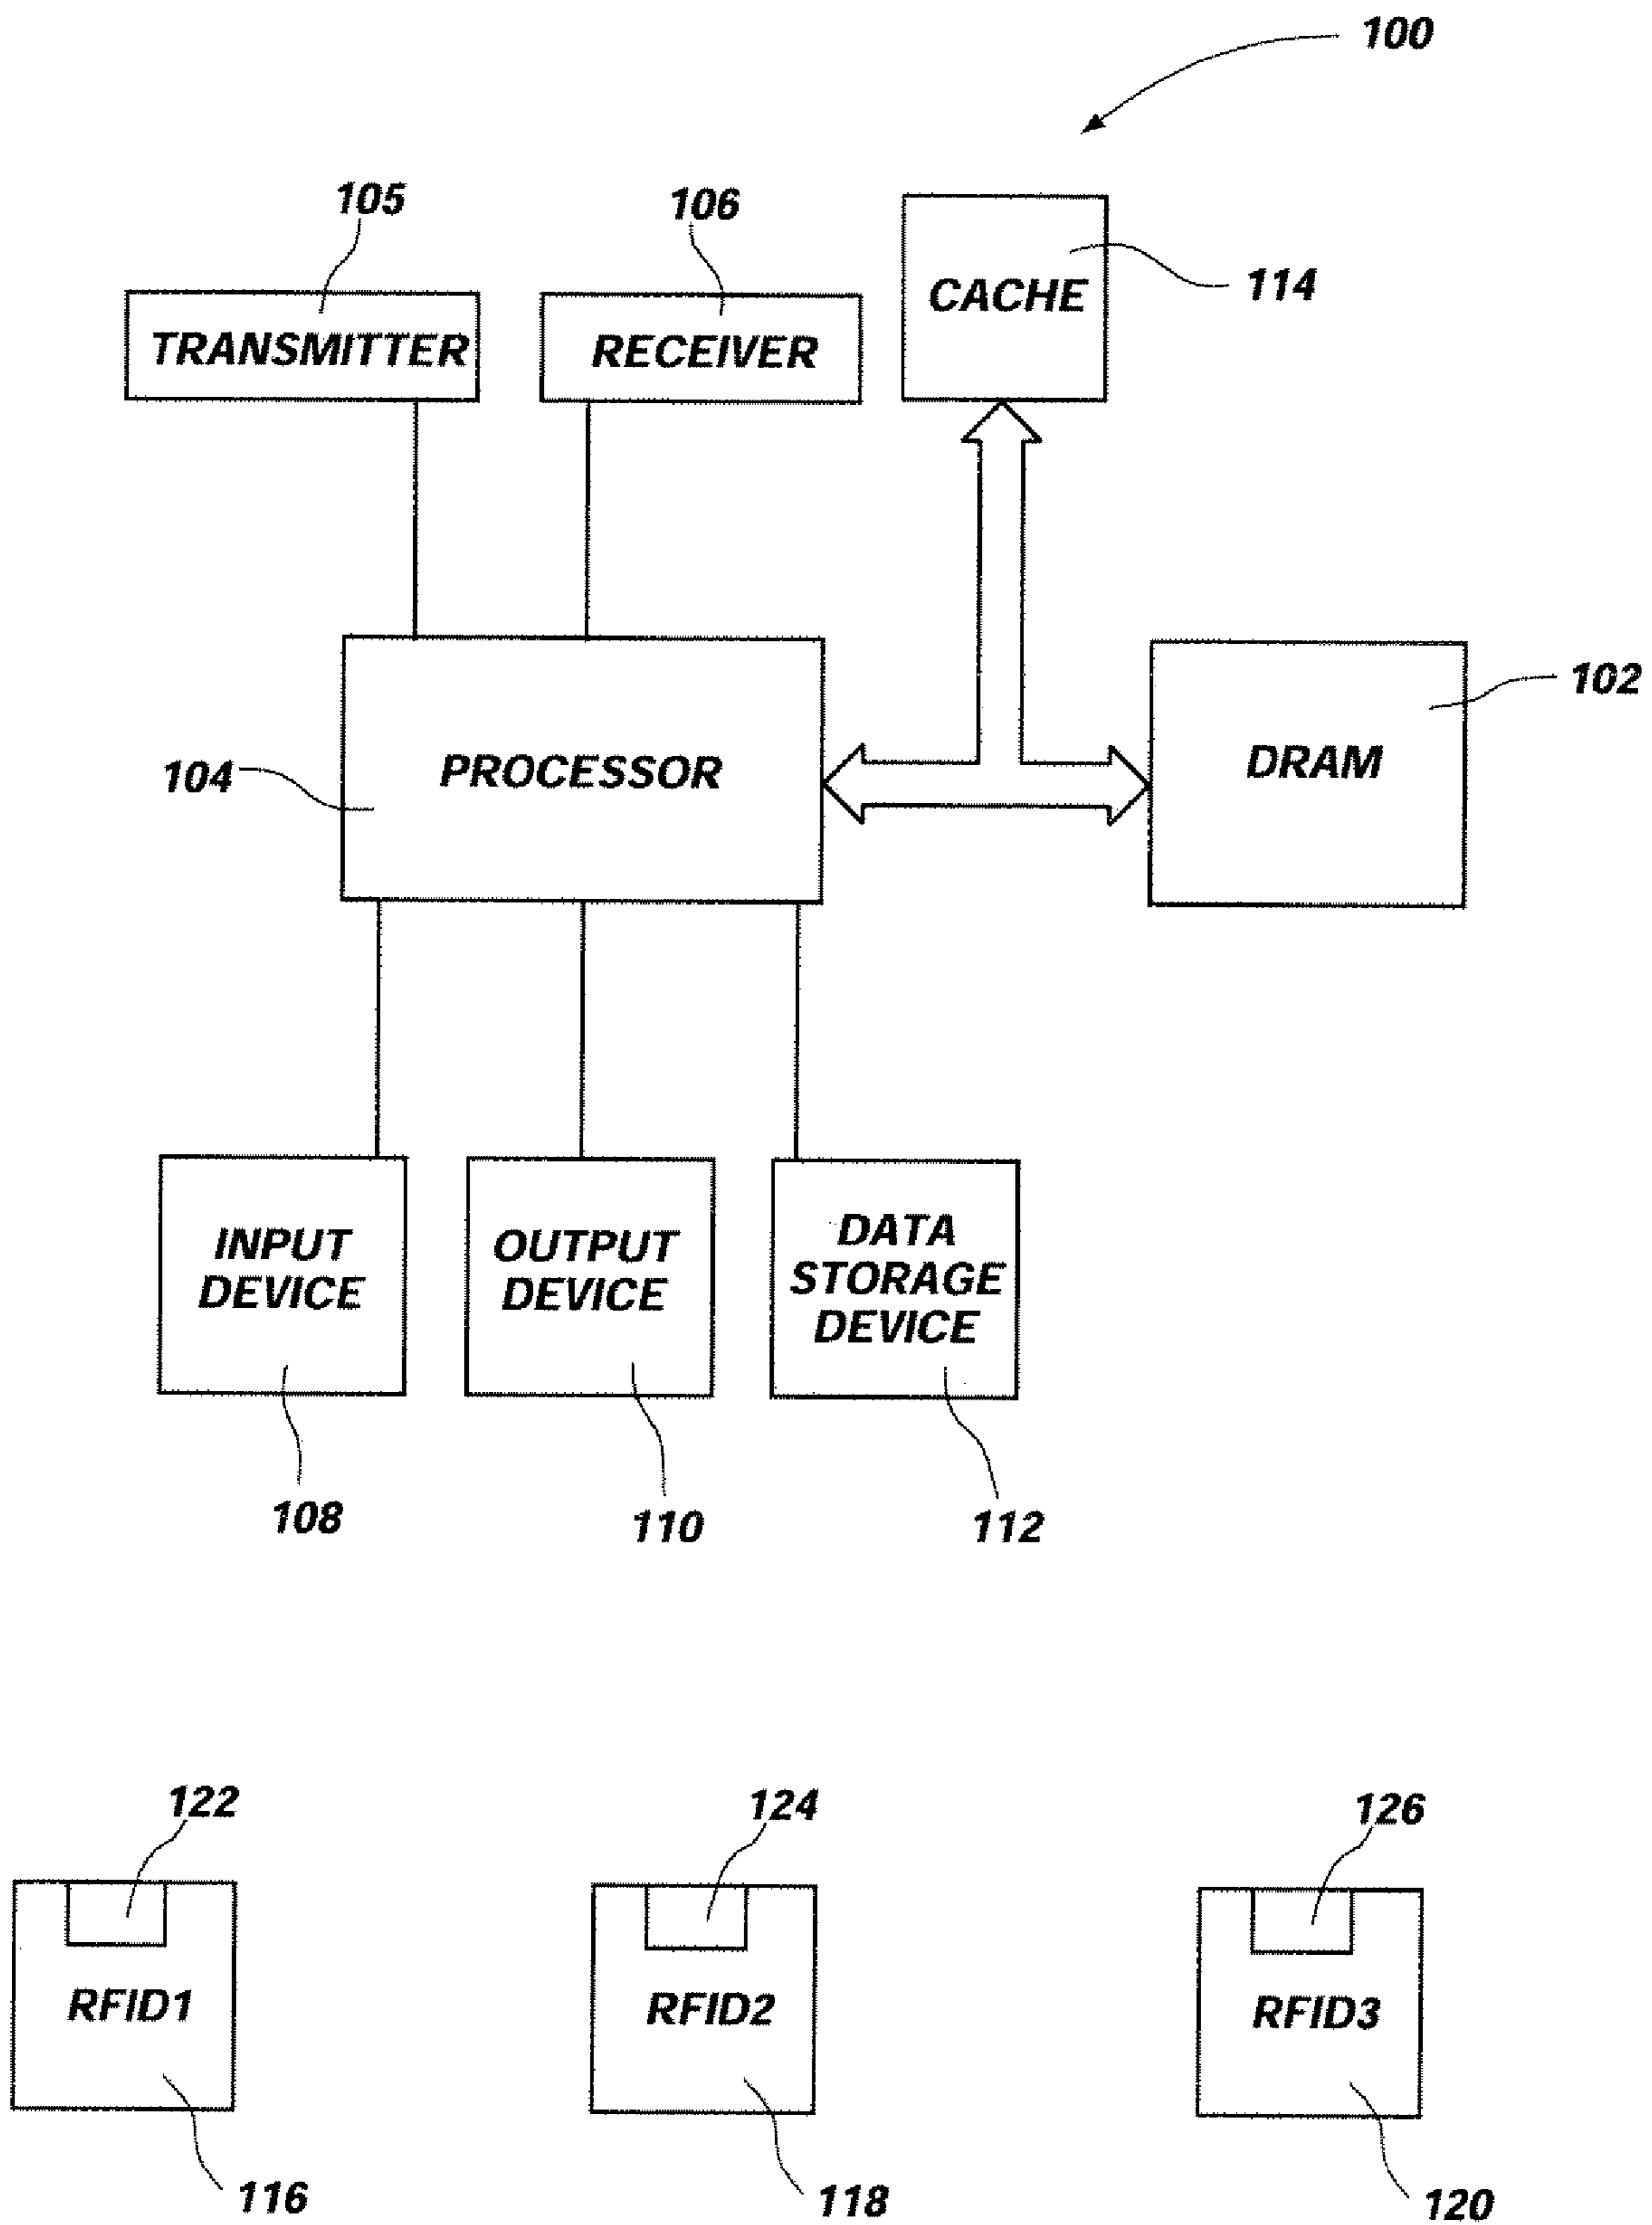 100
105
106
TRANSMITTER
RECEIVER
CACHE
114
104
PROCESSOR
DRAM
102
INPUT
DEVICE
OUTPUT
DEVICE
DATA
STORAGE
DEVICE
108
110
112
122
124
126
RFID1
RFID2
RFID3
116
118
120